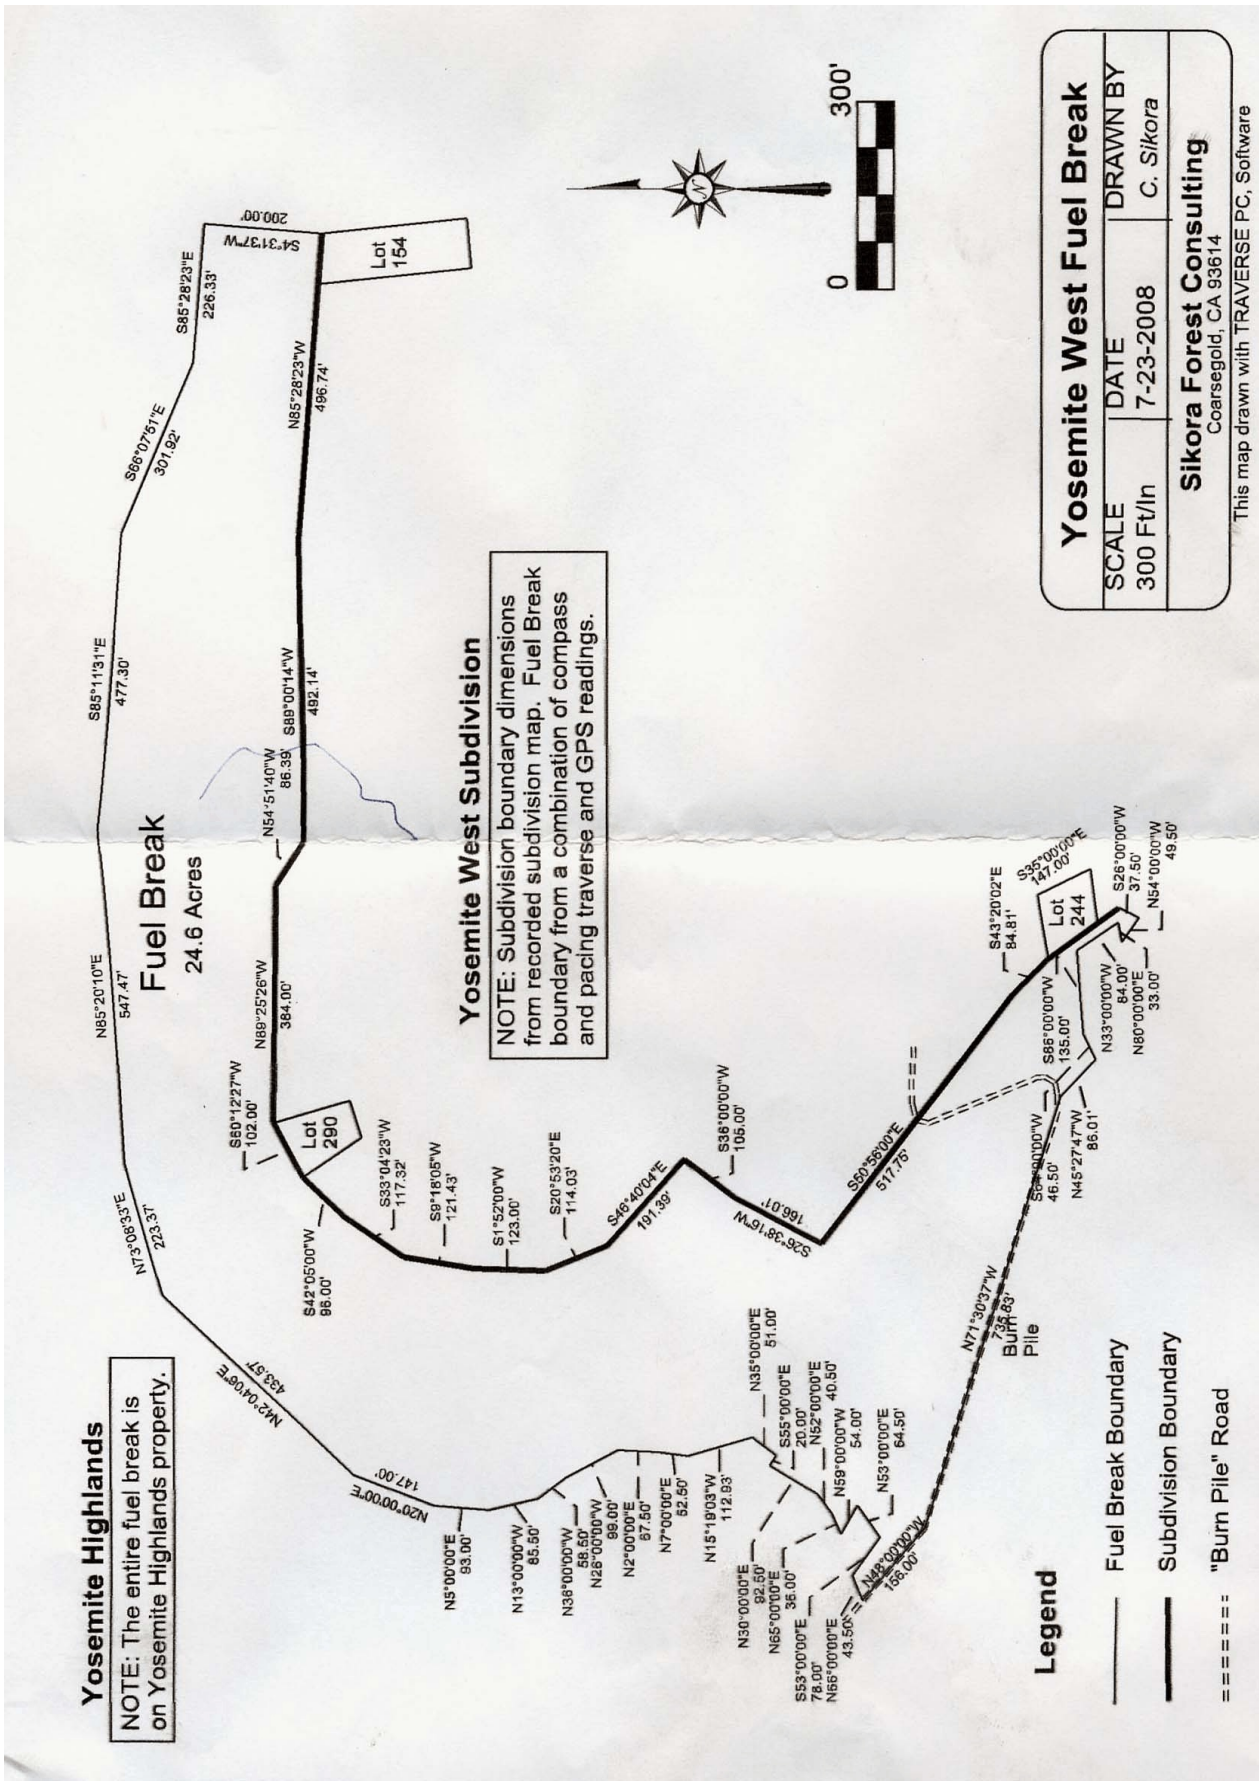 Yosemite Highlands
NOTE: The entire fuel break is
on Yosemite Highlands property.
Fuel Break
24.6 Acres
N42°04'06"E
433.57'
N73°08'33"E
223.37'
N85°20'10"E
547.47'
S85°11'31"E
477.30'
S66°07'51"E
301.92'
S85°28'23"E
226.33'
S4°31'37"W
200.00'
Lot
154
N85°28'23"W
496.74'
S89°00'14"W
492.14'
N54°51'40"W
86.39'
N89°25'26"W
384.00'
S60°12'27"W
102.00'
Lot
290
S42°05'00"W
96.00'
S33°04'23"W
117.32'
S9°18'05"W
121.43'
S1°52'00"W
123.00'
S20°53'20"E
114.03'
S46°40'04"E
191.39'
S36°00'00"W
105.00'
S26°38'16"W
166.01'
S50°56'00"E
517.75'
S43°20'02"E
84.81'
Lot
244
S35°00'00"E
147.00'
S26°00'00"W
37.50'
N54°00'00"W
49.50'
N80°00'00"E
33.00'
N33°00'00"W
84.00'
S86°00'00"W
135.00'
N45°27'47"W
86.01'
46.50'
N71°30'37"W
735.83'
Burn
Pile
N48°00'00"W
156.00'
N66°00'00"E
43.50'
S53°00'00"E
78.00'
N53°00'00"E
64.50'
N59°00'00"W
54.00'
N65°00'00"E
36.00'
N52°00'00"E
40.50'
N30°00'00"E
92.50'
S55°00'00"E
20.00'
N35°00'00"E
51.00'
N15°19'03"W
112.93'
N7°00'00"E
52.50'
N2°00'00"E
67.50'
N26°00'00"W
99.00'
N36°00'00"W
58.50'
N13°00'00"W
85.50'
N5°00'00"E
93.00'
N20°00'00"E
147.00'
Yosemite West Subdivision
NOTE: Subdivision boundary dimensions
from recorded subdivision map. Fuel Break
boundary from a combination of compass
and pacing traverse and GPS readings.
N
0
300'
Legend
Fuel Break Boundary
Subdivision Boundary
"Burn Pile" Road
Yosemite West Fuel Break
SCALE DATE DRAWN BY
300 Ft/In 7-23-2008 C. Sikora
Sikora Forest Consulting
Coarsegold, CA 93614
This map drawn with TRAVERSE PC, Software